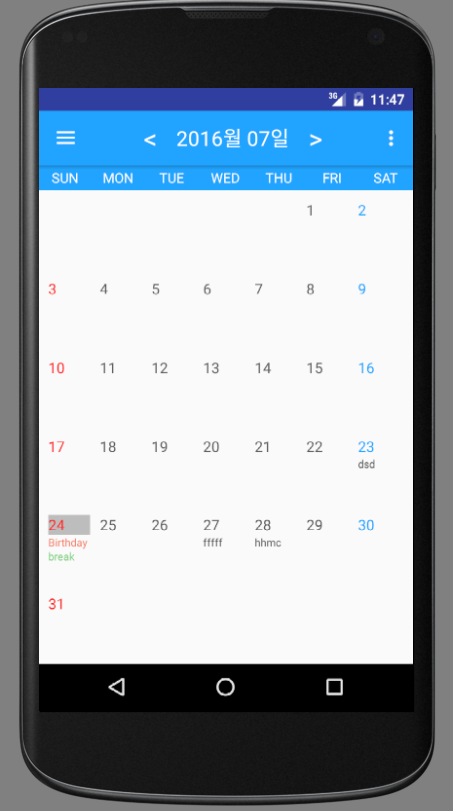 3G 11:47
< 2016월 07일 >
SUN MON TUE WED THU FRI SAT
1 2
3 4 5 6 7 8 9
10 11 12 13 14 15 16
17 18 19 20 21 22 23
dsd
24 25 26 27 28 29 30
Birthday fffff hhmc
break
31